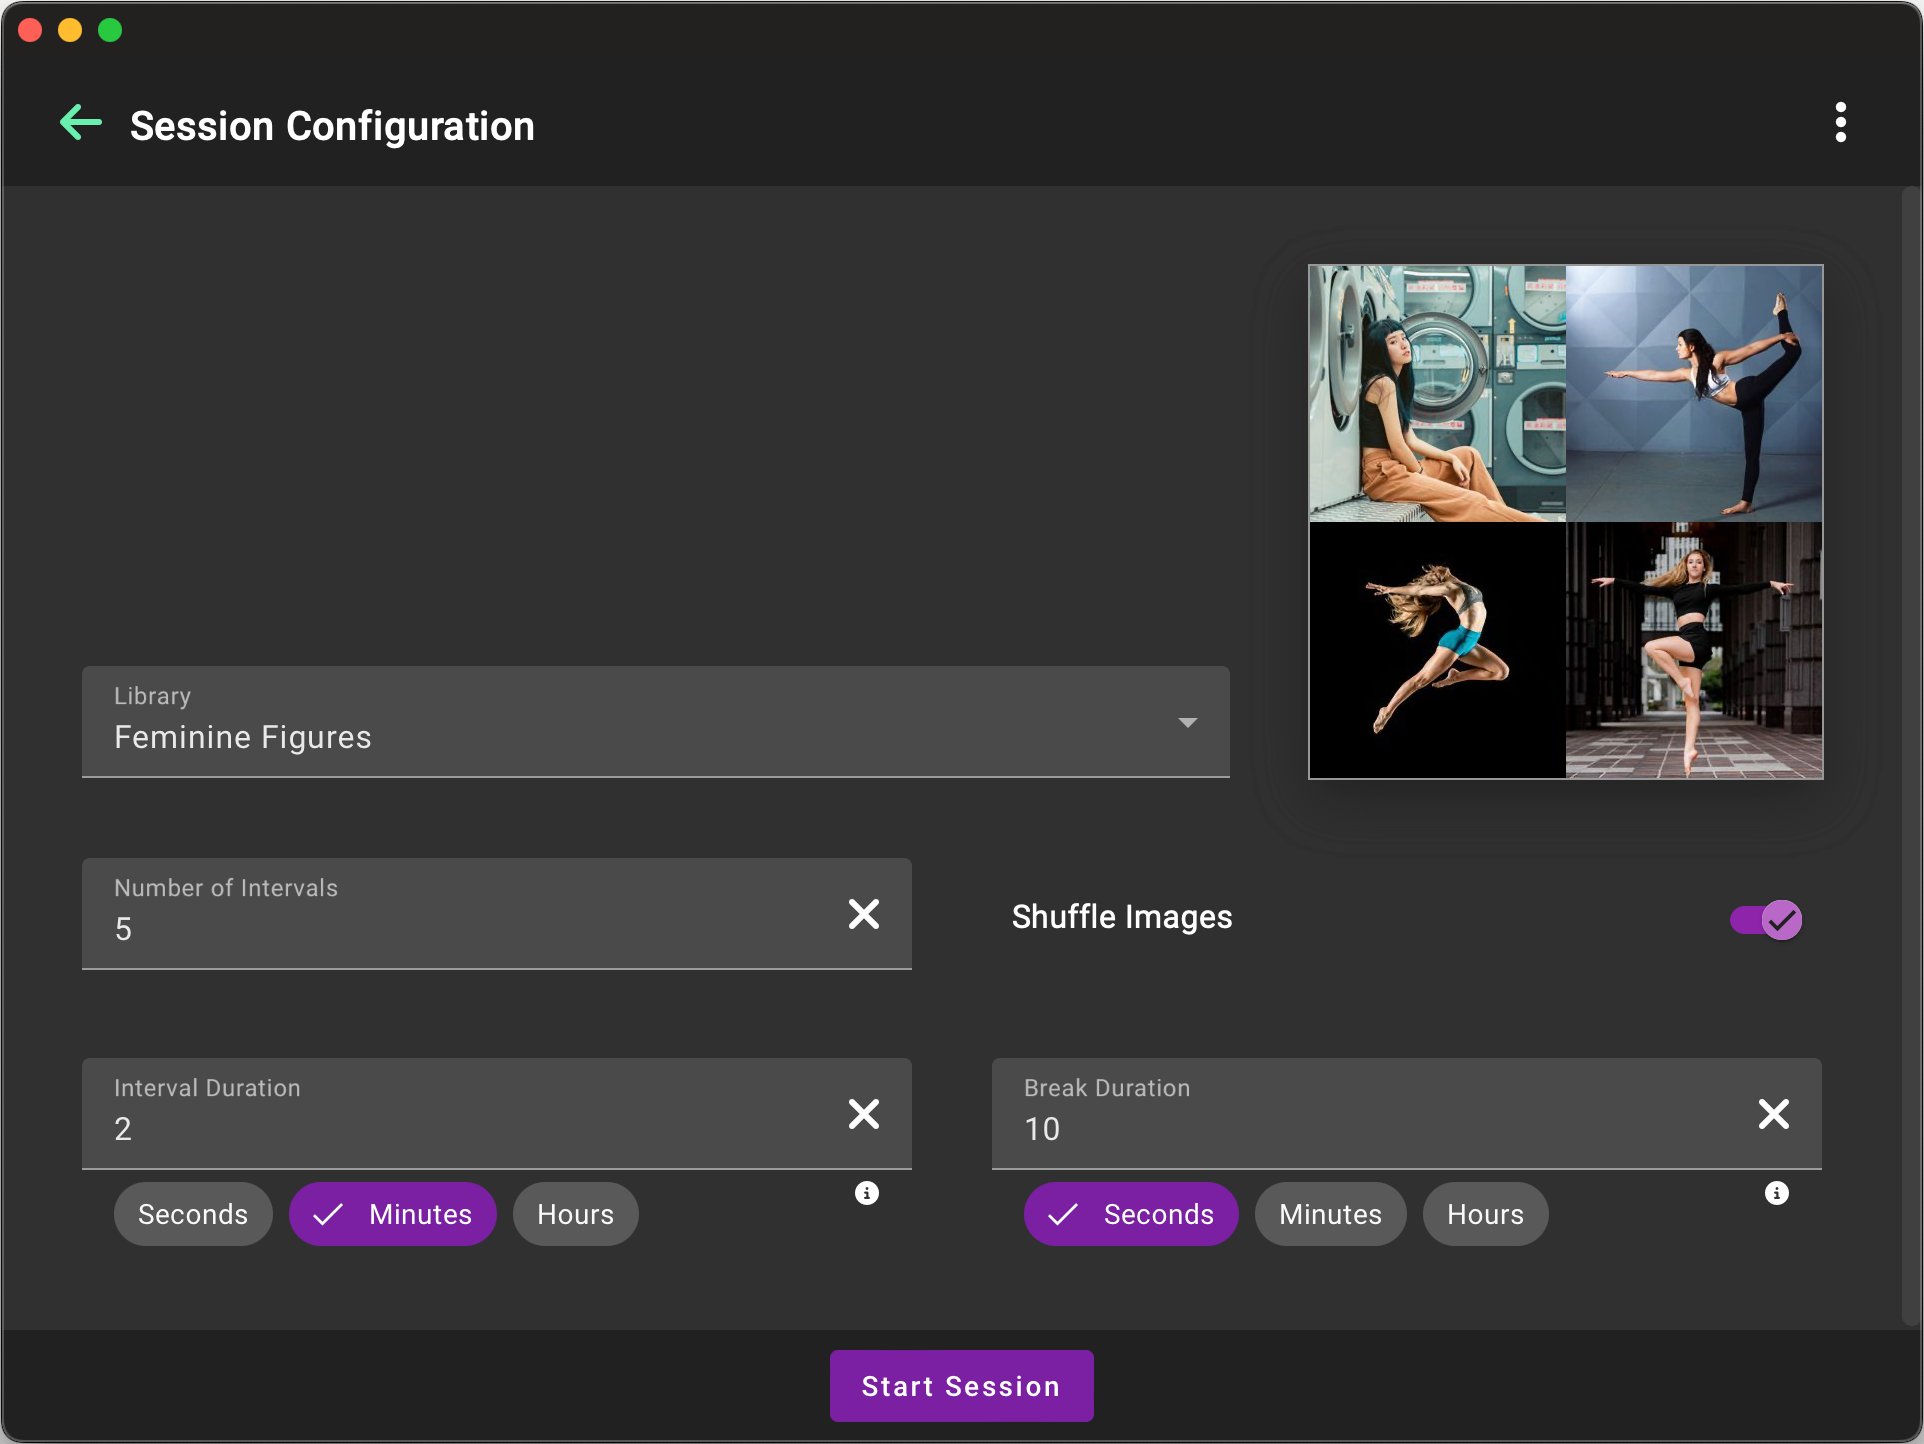 Session Configuration
Library
Feminine Figures
Number of Intervals
5
Shuffle Images
Interval Duration
2
Seconds
Minutes
Hours
Break Duration
10
Seconds
Minutes
Hours
Start Session